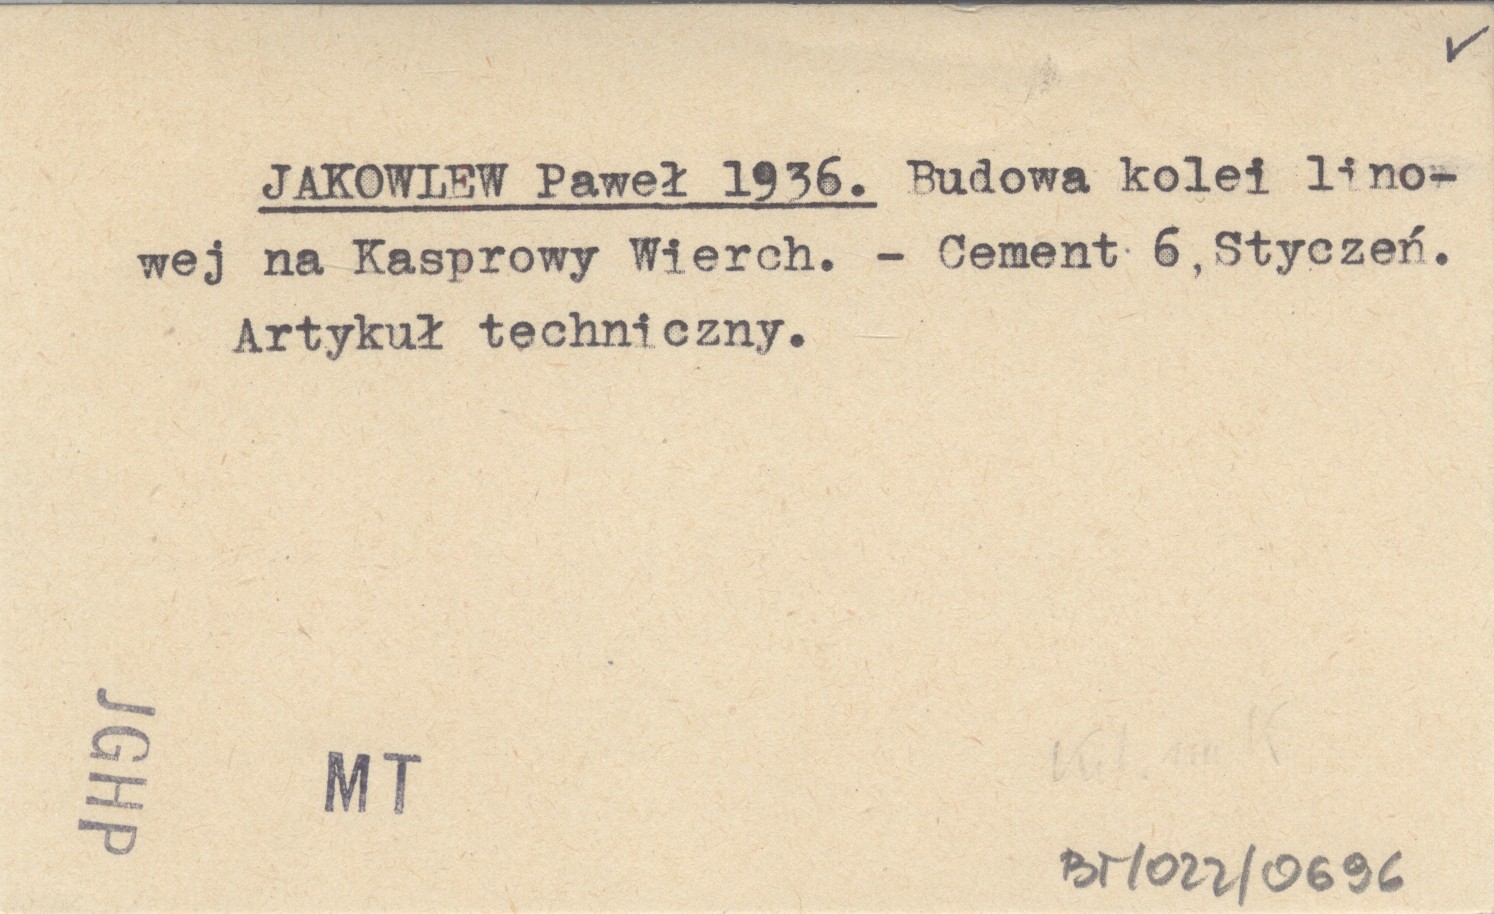 JAKOWLEW Paweł 1936. Budowa kolei lino-
wej na Kasprowy Wierch. - Cement 6, Styczeń.
Artykuł techniczny.
JGHP
MT
BT/022/0696